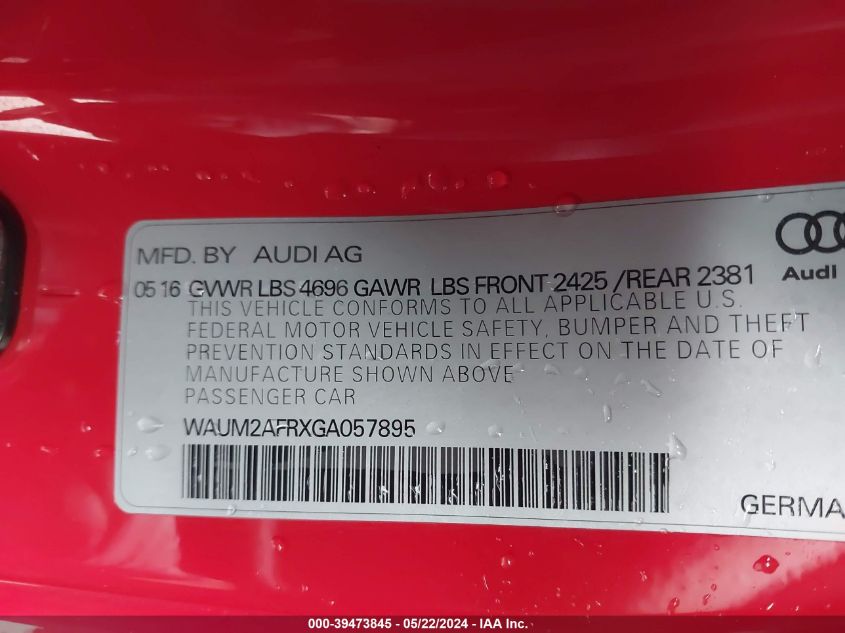 MFD. BY AUDI AG
Audi
0516 GVWR LBS 4696 GAWR LBS FRONT 2425 /REAR 2381
THIS VEHICLE CONFORMS TO ALL APPLICABLE U.S.
FEDERAL MOTOR VEHICLE SAFETY, BUMPER AND THEFT
PREVENTION STANDARDS IN EFFECT ON THE DATE OF
MANUFACTURE SHOWN ABOVE
PASSENGER CAR
WAUM2AFRXGA057895
GERMA
000-39473845 - 05/22/2024 - IAA Inc.